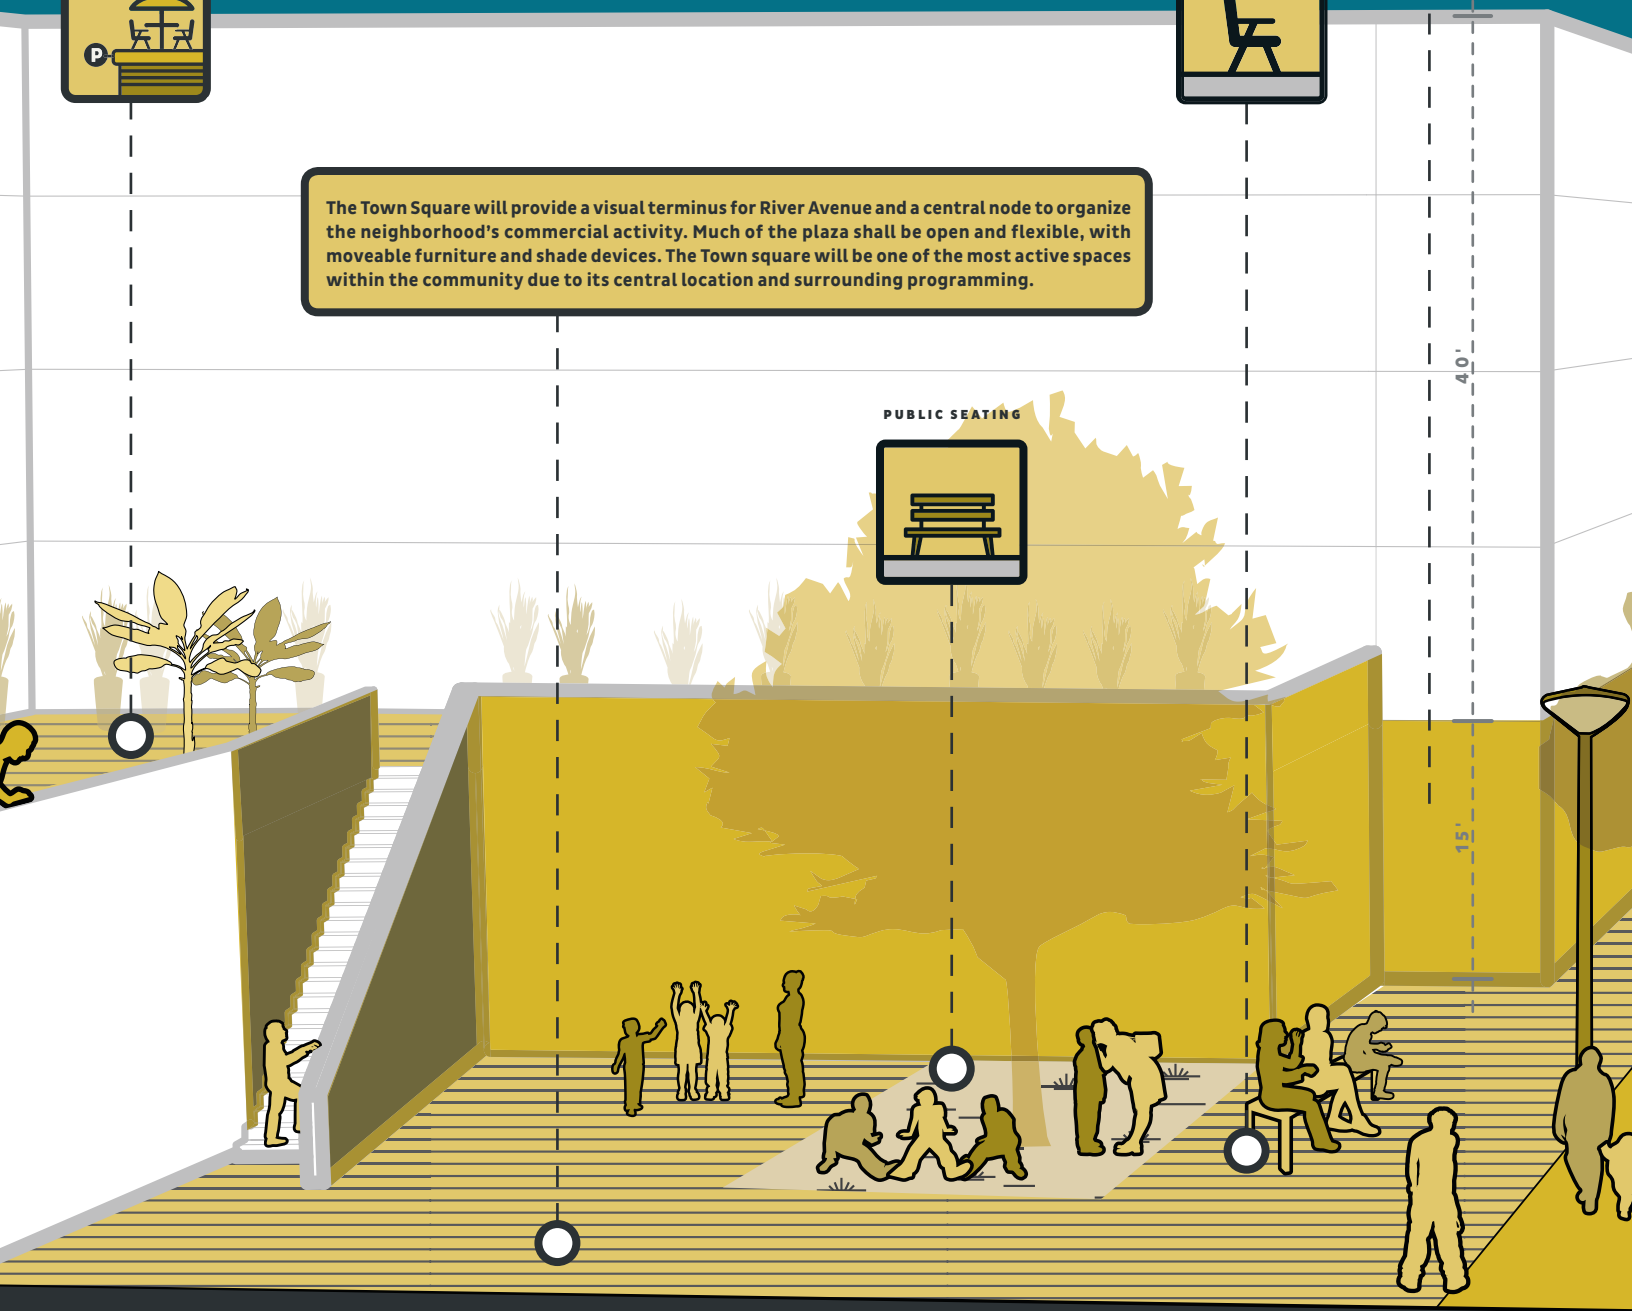 P
The Town Square will provide a visual terminus for River Avenue and a central node to organize
the neighborhood's commercial activity. Much of the plaza shall be open and flexible, with
moveable furniture and shade devices. The Town square will be one of the most active spaces
within the community due to its central location and surrounding programming.
40'
PUBLIC SEATING
15'